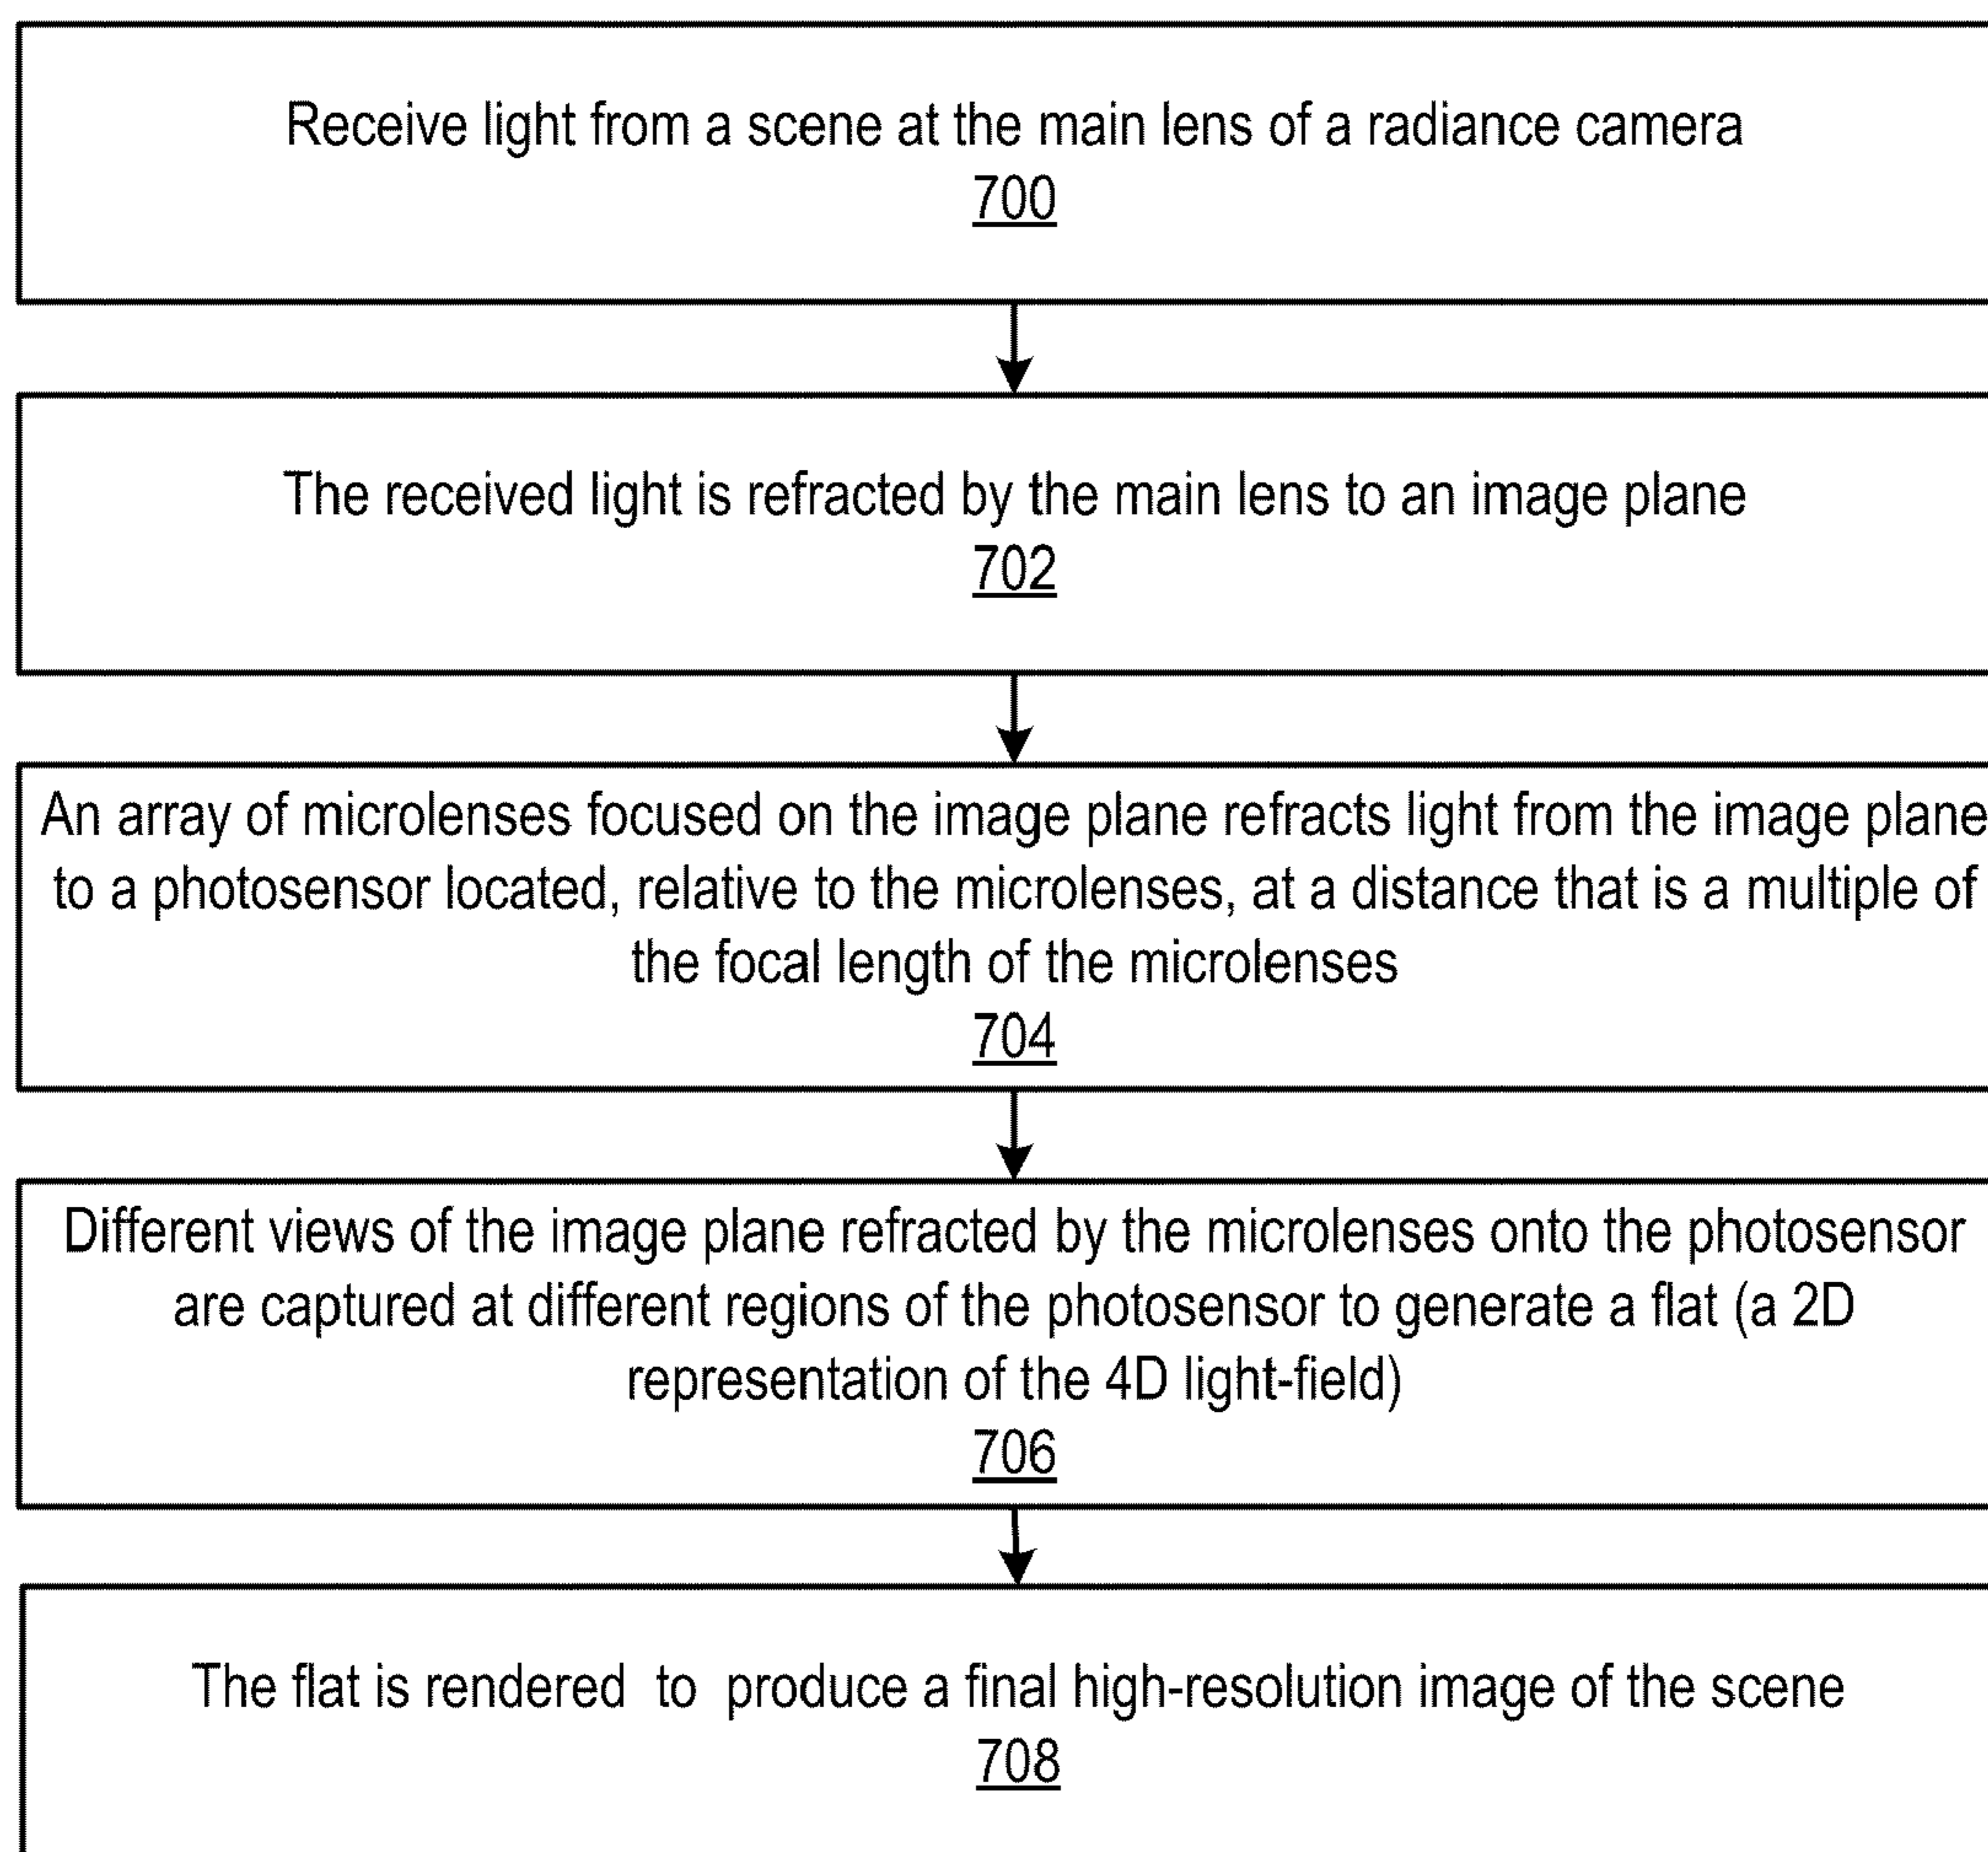 Receive light from a scene at the main lens of a radiance camera
700
The received light is refracted by the main lens to an image plane
702
An array of microlenses focused on the image plane refracts light from the image plane
to a photosensor located, relative to the microlenses, at a distance that is a multiple of
the focal length of the microlenses
704
Different views of the image plane refracted by the microlenses onto the photosensor
are captured at different regions of the photosensor to generate a flat (a 2D
representation of the 4D light-field)
706
The flat is rendered to produce a final high-resolution image of the scene
708